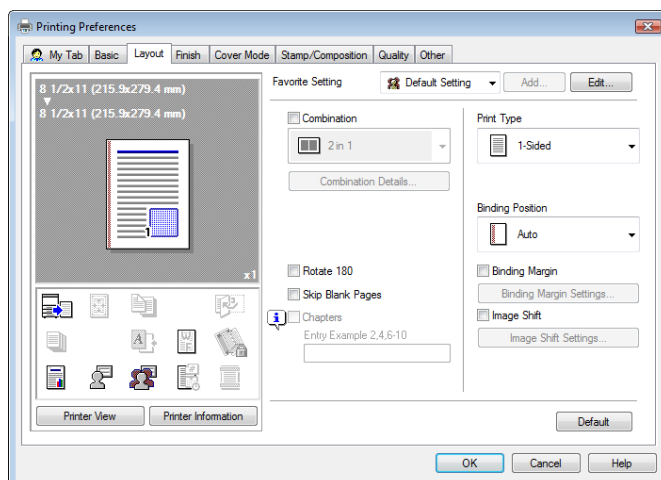 Printing Preferences
My Tab Basic Layout Finish Cover Mode Stamp/Composition Quality Other
8 1/2x11 (215.9x279.4 mm)
8 1/2x11 (215.9x279.4 mm)
1
x1
Printer View Printer Information
Favorite Setting Default Setting Add... Edit...
Combination
2 in 1
Combination Details...
Rotate 180
Skip Blank Pages
Chapters
Entry Example 2,4,6-10
Print Type
1-Sided
Binding Position
Auto
Binding Margin
Binding Margin Settings...
Image Shift
Image Shift Settings...
Default
OK Cancel Help